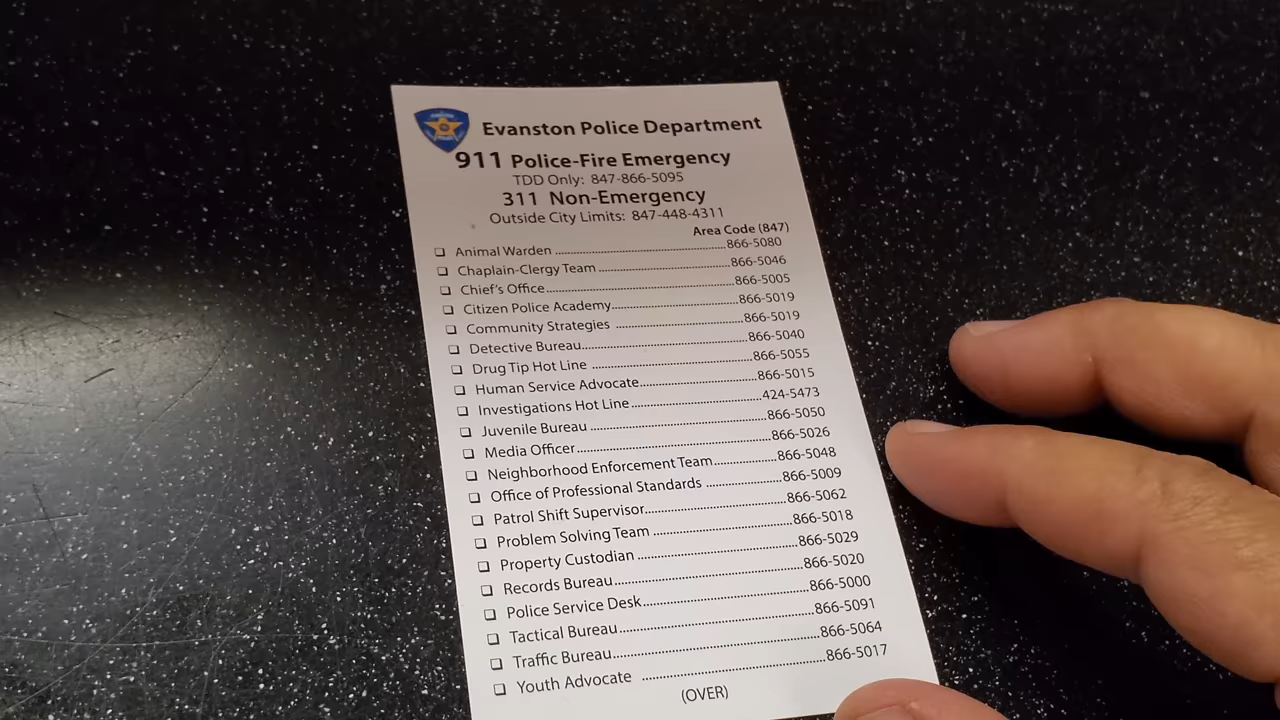 Evanston Police Department
911 Police-Fire Emergency
TDD Only: 847-866-5095
311 Non-Emergency
Outside City Limits: 847-448-4311
Area Code (847)
❏ Animal Warden ........................................866-5080
❏ Chaplain-Clergy Team ........................................866-5046
❏ Chief's Office........................................866-5005
❏ Citizen Police Academy........................................866-5019
❏ Community Strategies ........................................866-5019
❏ Detective Bureau........................................866-5040
❏ Drug Tip Hot Line ........................................866-5055
❏ Human Service Advocate........................................866-5015
❏ Investigations Hot Line........................................424-5473
❏ Juvenile Bureau ........................................866-5050
❏ Media Officer........................................866-5026
❏ Neighborhood Enforcement Team....................866-5048
❏ Office of Professional Standards ........................866-5009
❏ Patrol Shift Supervisor........................................866-5062
❏ Problem Solving Team ........................................866-5018
❏ Property Custodian ........................................866-5029
❏ Records Bureau........................................866-5020
❏ Police Service Desk........................................866-5000
❏ Tactical Bureau........................................866-5091
❏ Traffic Bureau........................................866-5064
❏ Youth Advocate ........................................866-5017
(OVER)